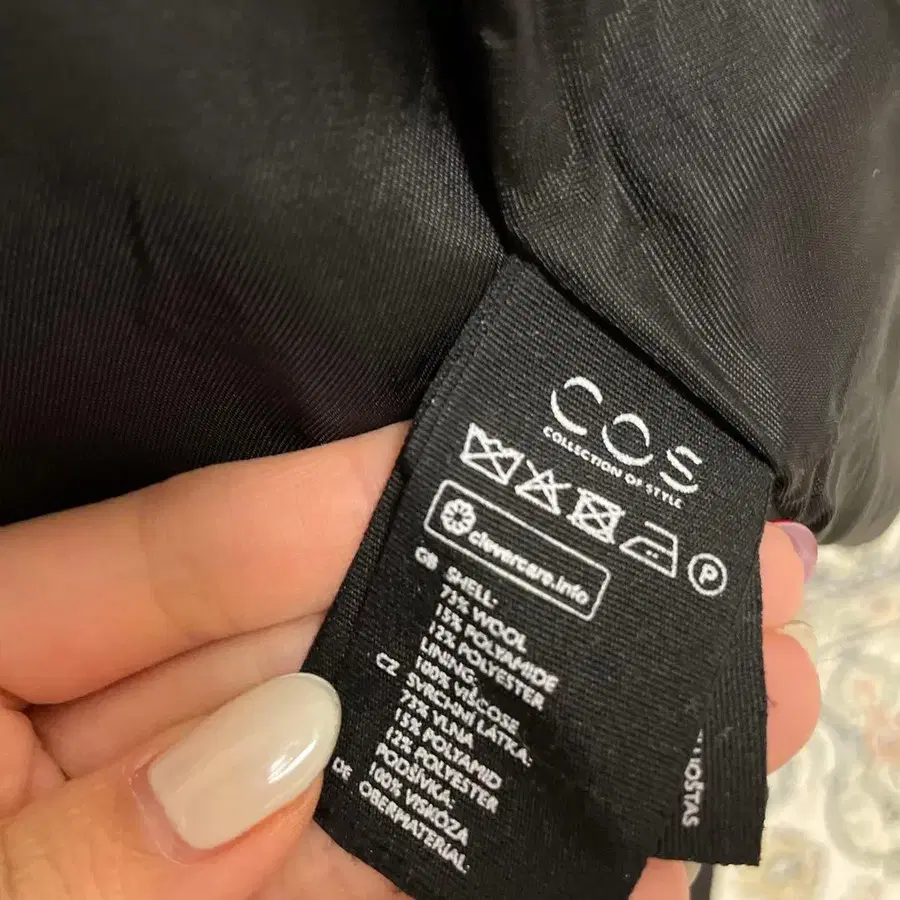 COS
COLLECTION OF STYLE
P
clevercare.info
GB SHELL:
73% WOOL
15% POLYAMIDE
12% POLYESTER
LINING:
100% VISCOSE
CZ SVRCHNÍ LÁTKA:
73% VLNA
15% POLYAMID
12% POLYESTER
PODŠÍVKA:
100% VISKÓZA
DE OBERMATERIAL: